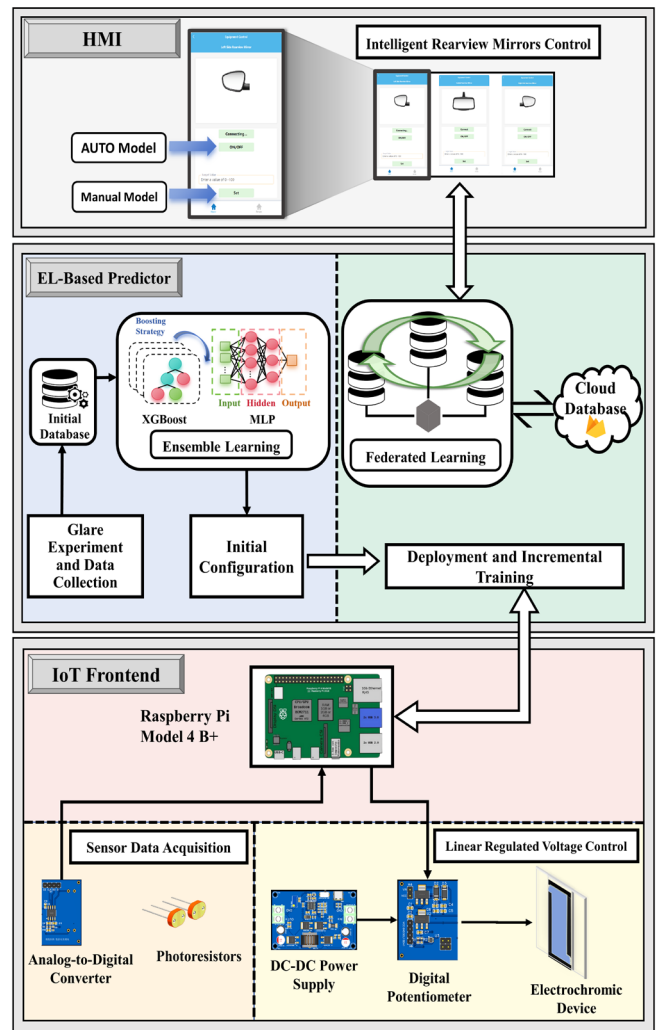 HMI
Intelligent Rearview Mirrors Control
Connecting...
ON/OFF
Set
AUTO Model
Manual Model
EL-Based Predictor
Boosting
Strategy
Input
Hidden
Output
XGBoost
MLP
Ensemble Learning
Initial
Database
Glare
Experiment
and Data
Collection
Initial
Configuration
Federated Learning
Cloud
Database
Deployment and Incremental
Training
IoT Frontend
Raspberry Pi
Model 4 B+
Sensor Data Acquisition
Linear Regulated Voltage Control
Analog-to-Digital
Converter
Photoresistors
DC-DC Power
Supply
Digital
Potentiometer
Electrochromic
Device